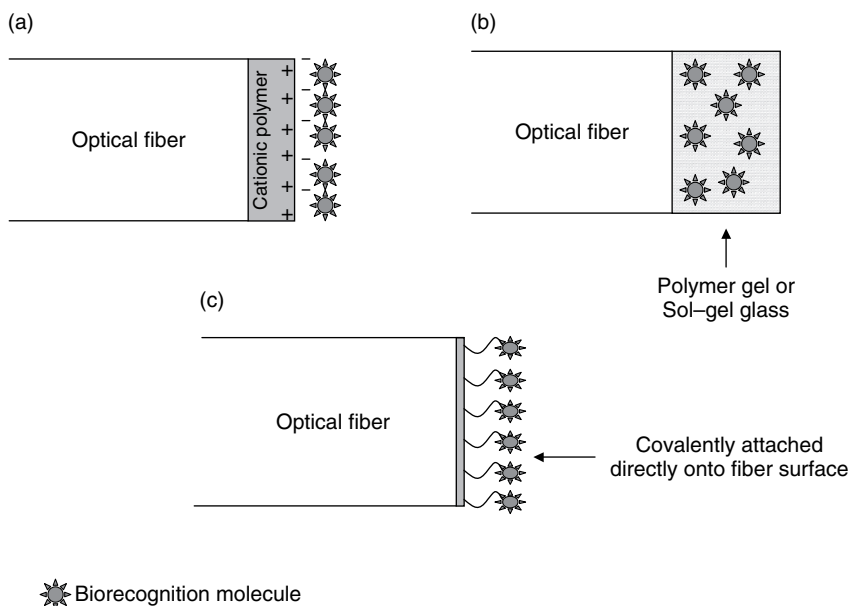 (a)
Optical fiber
Cationic polymer
+
+
+
+
+
+
–
–
–
–
–
(b)
Optical fiber
Polymer gel or
Sol–gel glass
(c)
Optical fiber
Covalently attached
directly onto fiber surface
Biorecognition molecule